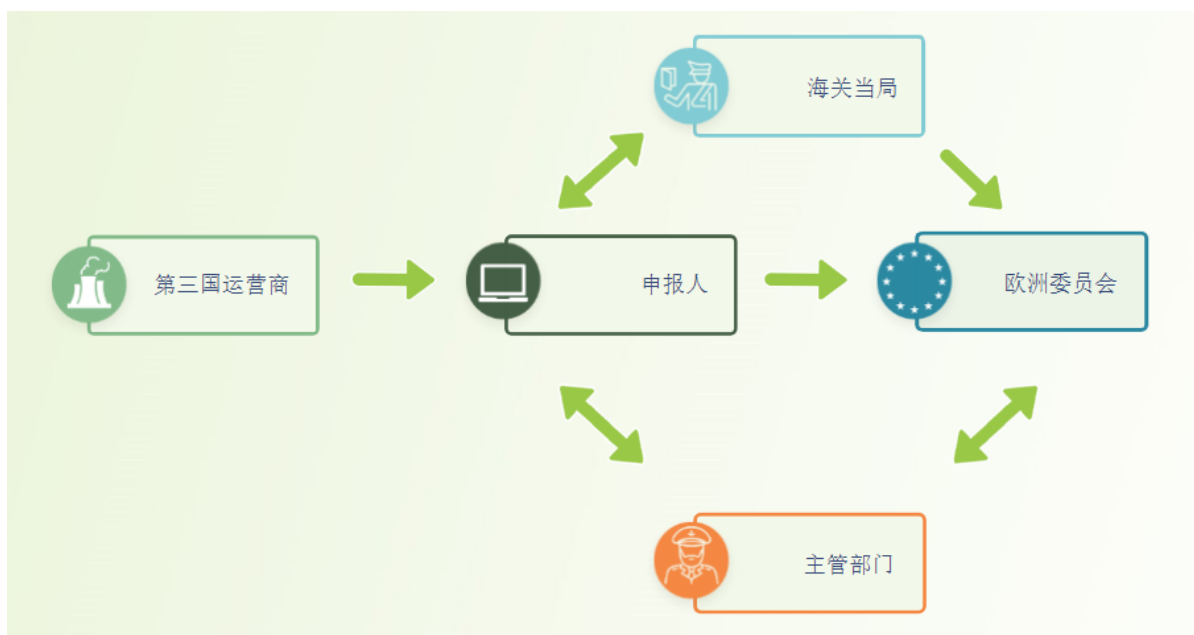 海关当局
第三国运营商
申报人
欧洲委员会
主管部门